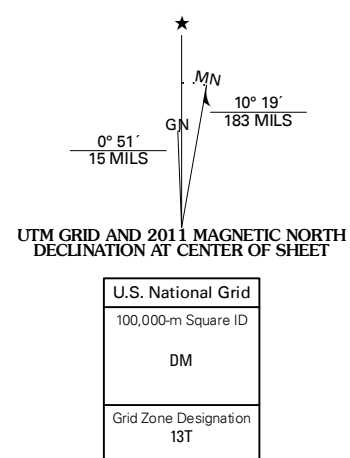 ★
MN
GN
10° 19´
183 MILS
0° 51´
15 MILS
UTM GRID AND 2011 MAGNETIC NORTH
DECLINATION AT CENTER OF SHEET
U.S. National Grid
100,000-m Square ID
DM
Grid Zone Designation
13T